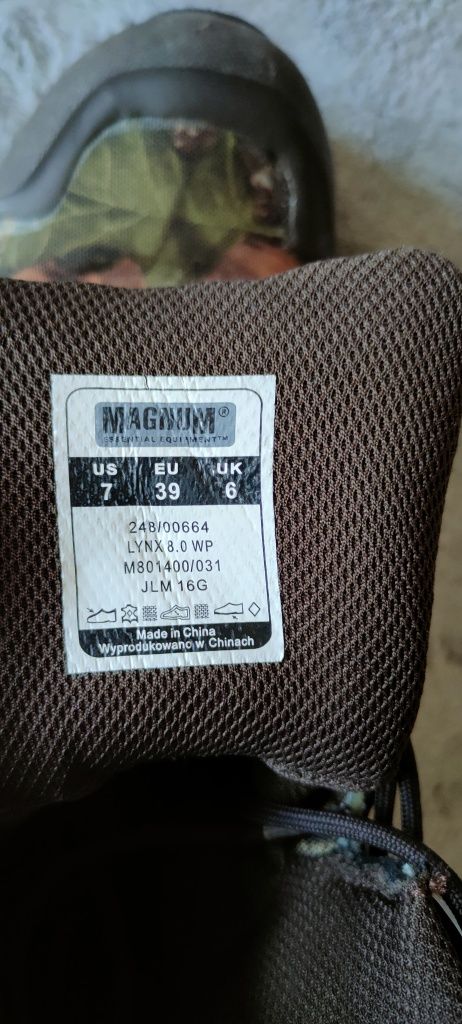 MAGNUM®
ESSENTIAL EQUIPMENT™
US EU UK
7 39 6
248/00664
LYNX 8.0 WP
M801400/031
JLM 16G
Made in China
Wyprodukowano w Chinach